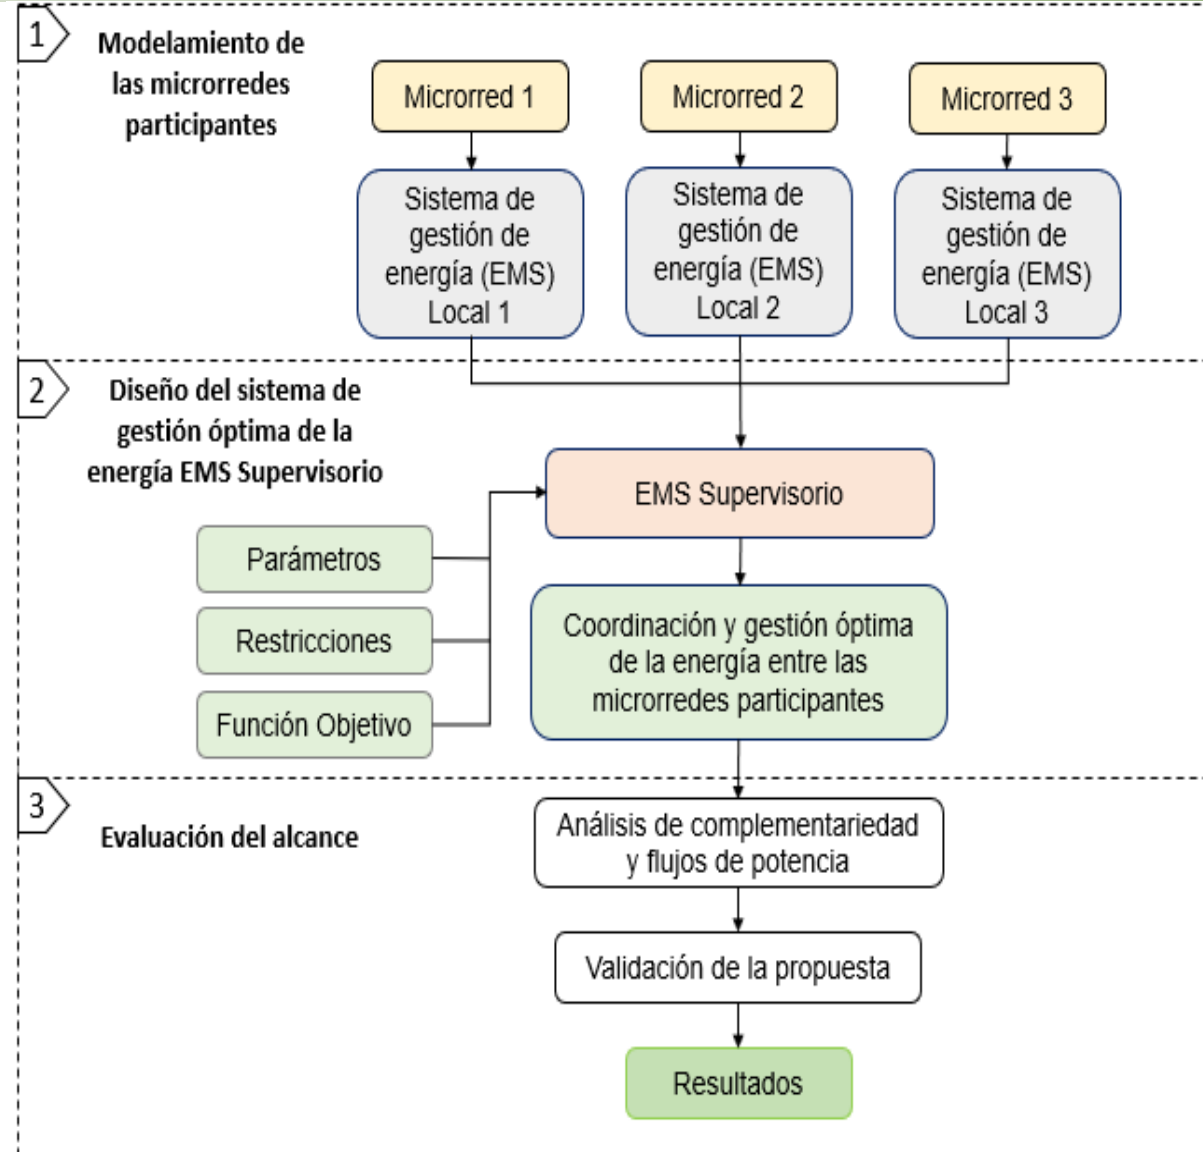 1
Modelamiento de
las microrredes
participantes
Microrred 1
Microrred 2
Microrred 3
Sistema de
gestión de
energía (EMS)
Local 1
Sistema de
gestión de
energía (EMS)
Local 2
Sistema de
gestión de
energía (EMS)
Local 3
2
Diseño del sistema de
gestión óptima de la
energía EMS Supervisorio
EMS Supervisorio
Parámetros
Restricciones
Función Objetivo
Coordinación y gestión óptima
de la energía entre las
microrredes participantes
3
Evaluación del alcance
Análisis de complementariedad
y flujos de potencia
Validación de la propuesta
Resultados